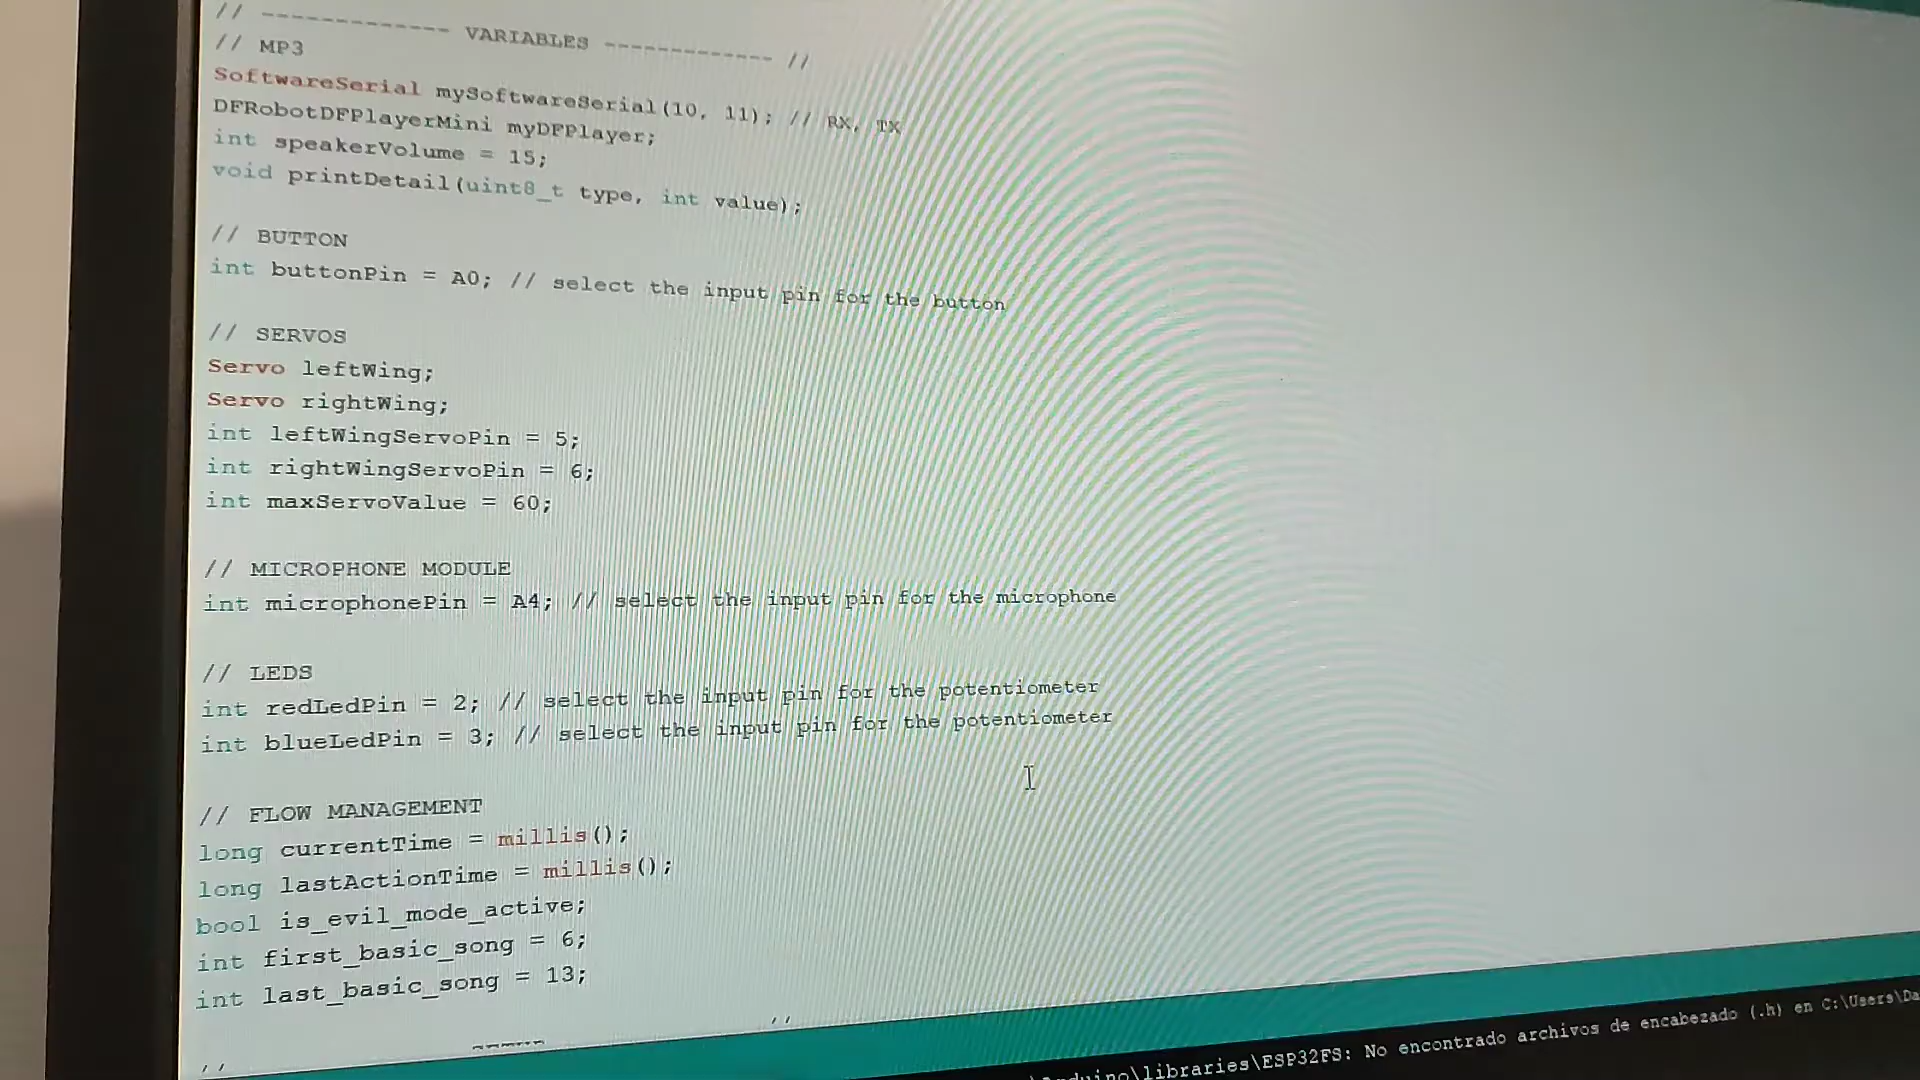 // ------------- VARIABLES ------------- //
// MP3
SoftwareSerial mySoftwareSerial(10, 11); // RX, TX
DFRobotDFPlayerMini myDFPlayer;
int speakerVolume = 15;
void printDetail(uint8_t type, int value);
// BUTTON
int buttonPin = A0; // select the input pin for the button
// SERVOS
Servo leftWing;
Servo rightWing;
int leftWingServoPin = 5;
int rightWingServoPin = 6;
int maxServoValue = 60;
// MICROPHONE MODULE
int microphonePin = A4; // select the input pin for the microphone
// LEDS
int redLedPin = 2; // select the input pin for the potentiometer
int blueLedPin = 3; // select the input pin for the potentiometer
// FLOW MANAGEMENT
long currentTime = millis();
long lastActionTime = millis();
bool is_evil_mode_active;
int first_basic_song = 6;
int last_basic_song = 13;
\libraries\ESP32FS: No encontrado archivos de encabezado (.h) en C:\Users\Da